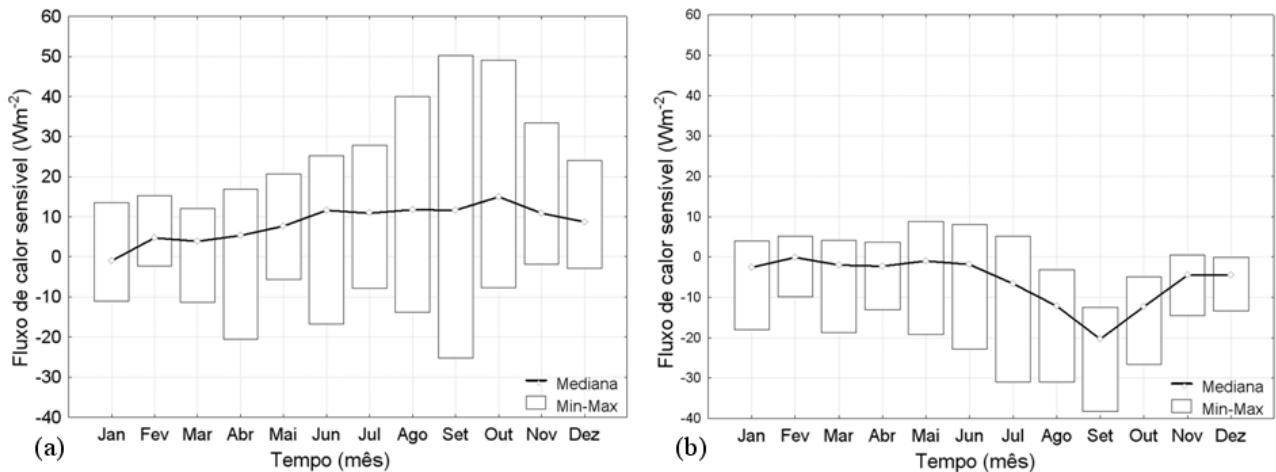 60
50
40
30
20
10
0
-10
-20
-30
-40
Fluxo de calor sensível (Wm-2)
Jan Fev Mar Abr Mai Jun Jul Ago Set Out Nov Dez
Tempo (mês)
Mediana
Min-Max
(a)
60
50
40
30
20
10
0
-10
-20
-30
-40
Fluxo de calor sensível (Wm-2)
Jan Fev Mar Abr Mai Jun Jul Ago Set Out Nov Dez
Tempo (mês)
Mediana
Min-Max
(b)